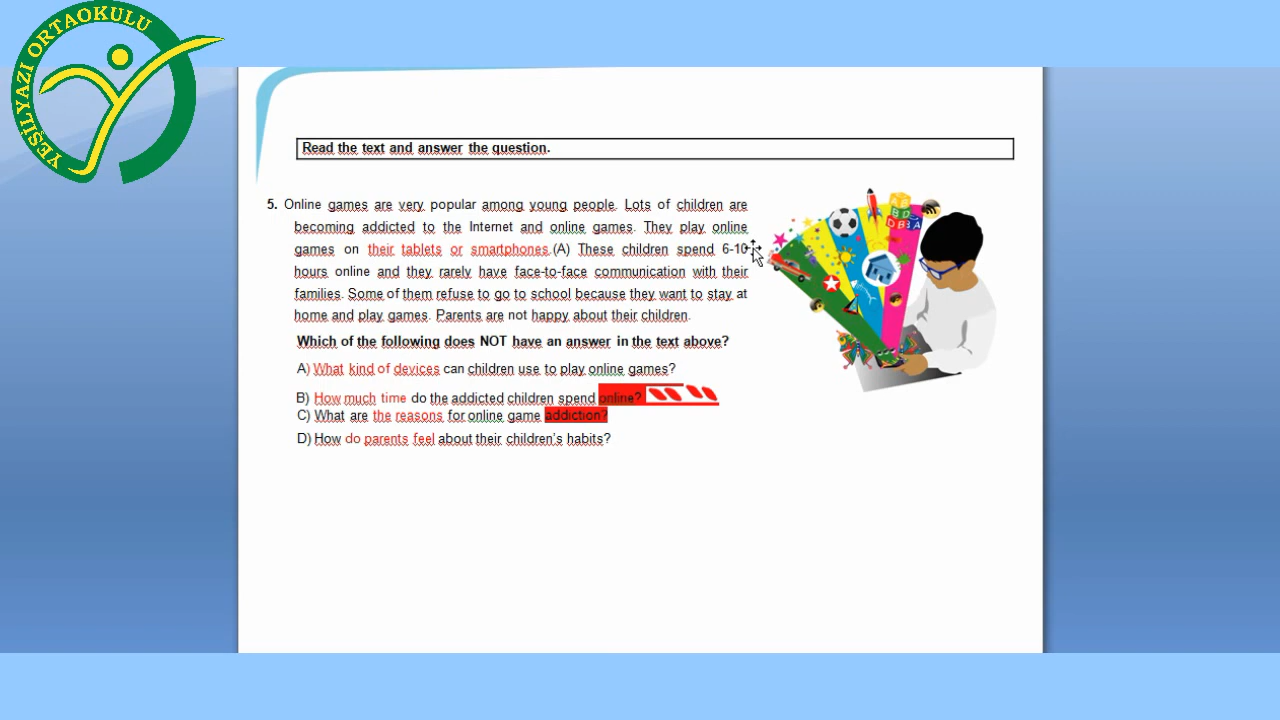 YEŞİLYAZI ORTAOKULU
Read the text and answer the question.
5. Online games are very popular among young people. Lots of children are
becoming addicted to the Internet and online games. They play online
games on their tablets or smartphones.(A) These children spend 6-10
hours online and they rarely have face-to-face communication with their
families. Some of them refuse to go to school because they want to stay at
home and play games. Parents are not happy about their children.
Which of the following does NOT have an answer in the text above?
A) What kind of devices can children use to play online games?
B) How much time do the addicted children spend online?
C) What are the reasons for online game addiction?
D) How do parents feel about their children's habits?